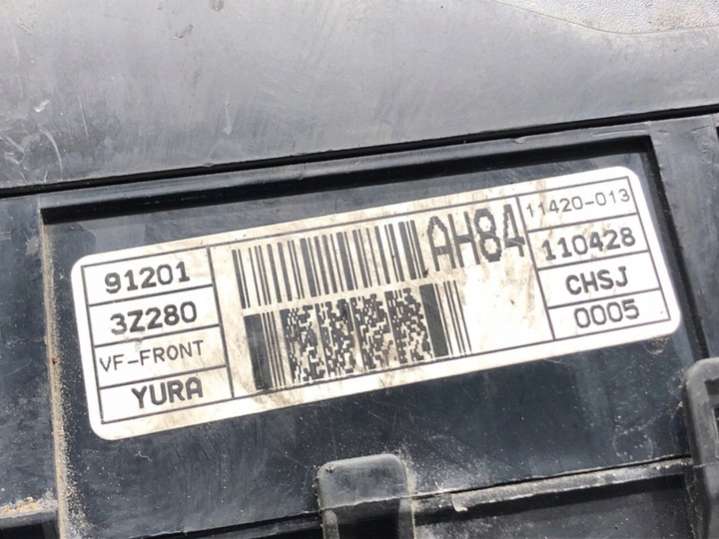 91201
3Z280
VF-FRONT
YURA
AH84
11420-013
110428
CHSJ
0005